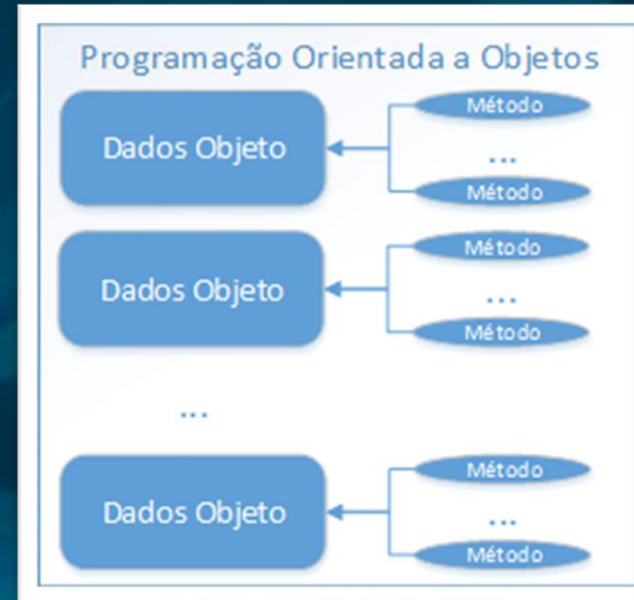 Programação Orientada a Objetos
Dados Objeto
Método
...
Método
Dados Objeto
Método
...
Método
...
Dados Objeto
Método
...
Método